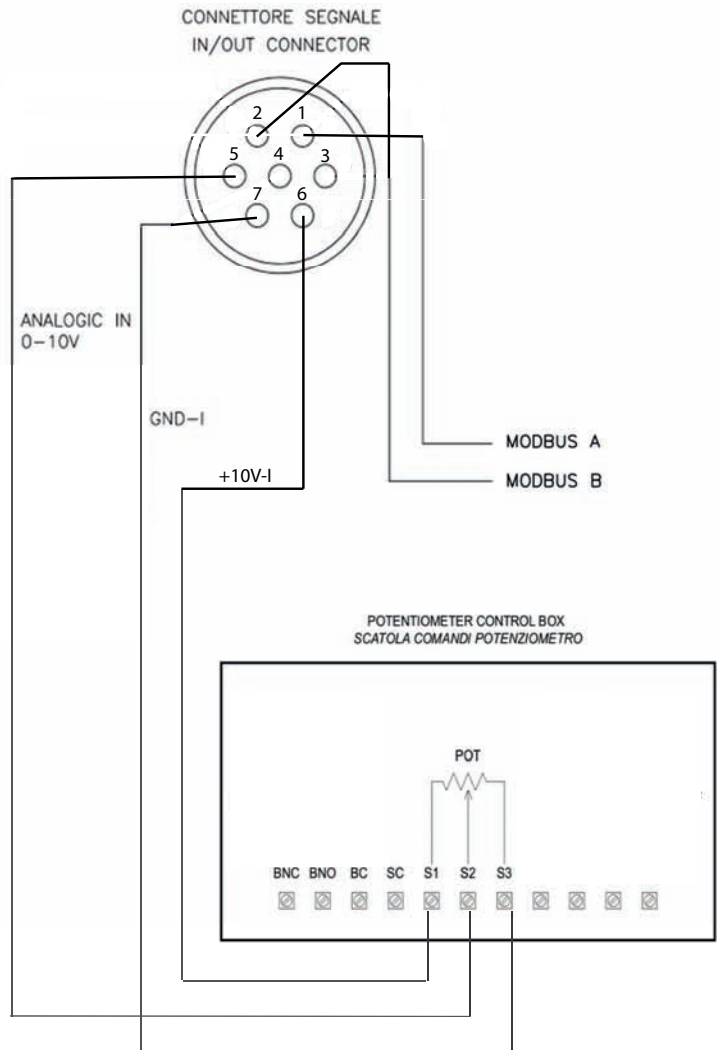 CONNETTORE SEGNALE
IN/OUT CONNECTOR
2 1
5 4 3
7 6
ANALOGIC IN
0-10V
GND-I
+10V-I
MODBUS A
MODBUS B
POTENTIOMETER CONTROL BOX
SCATOLA COMANDI POTENZIOMETRO
POT
BNC BNO BC SC S1 S2 S3